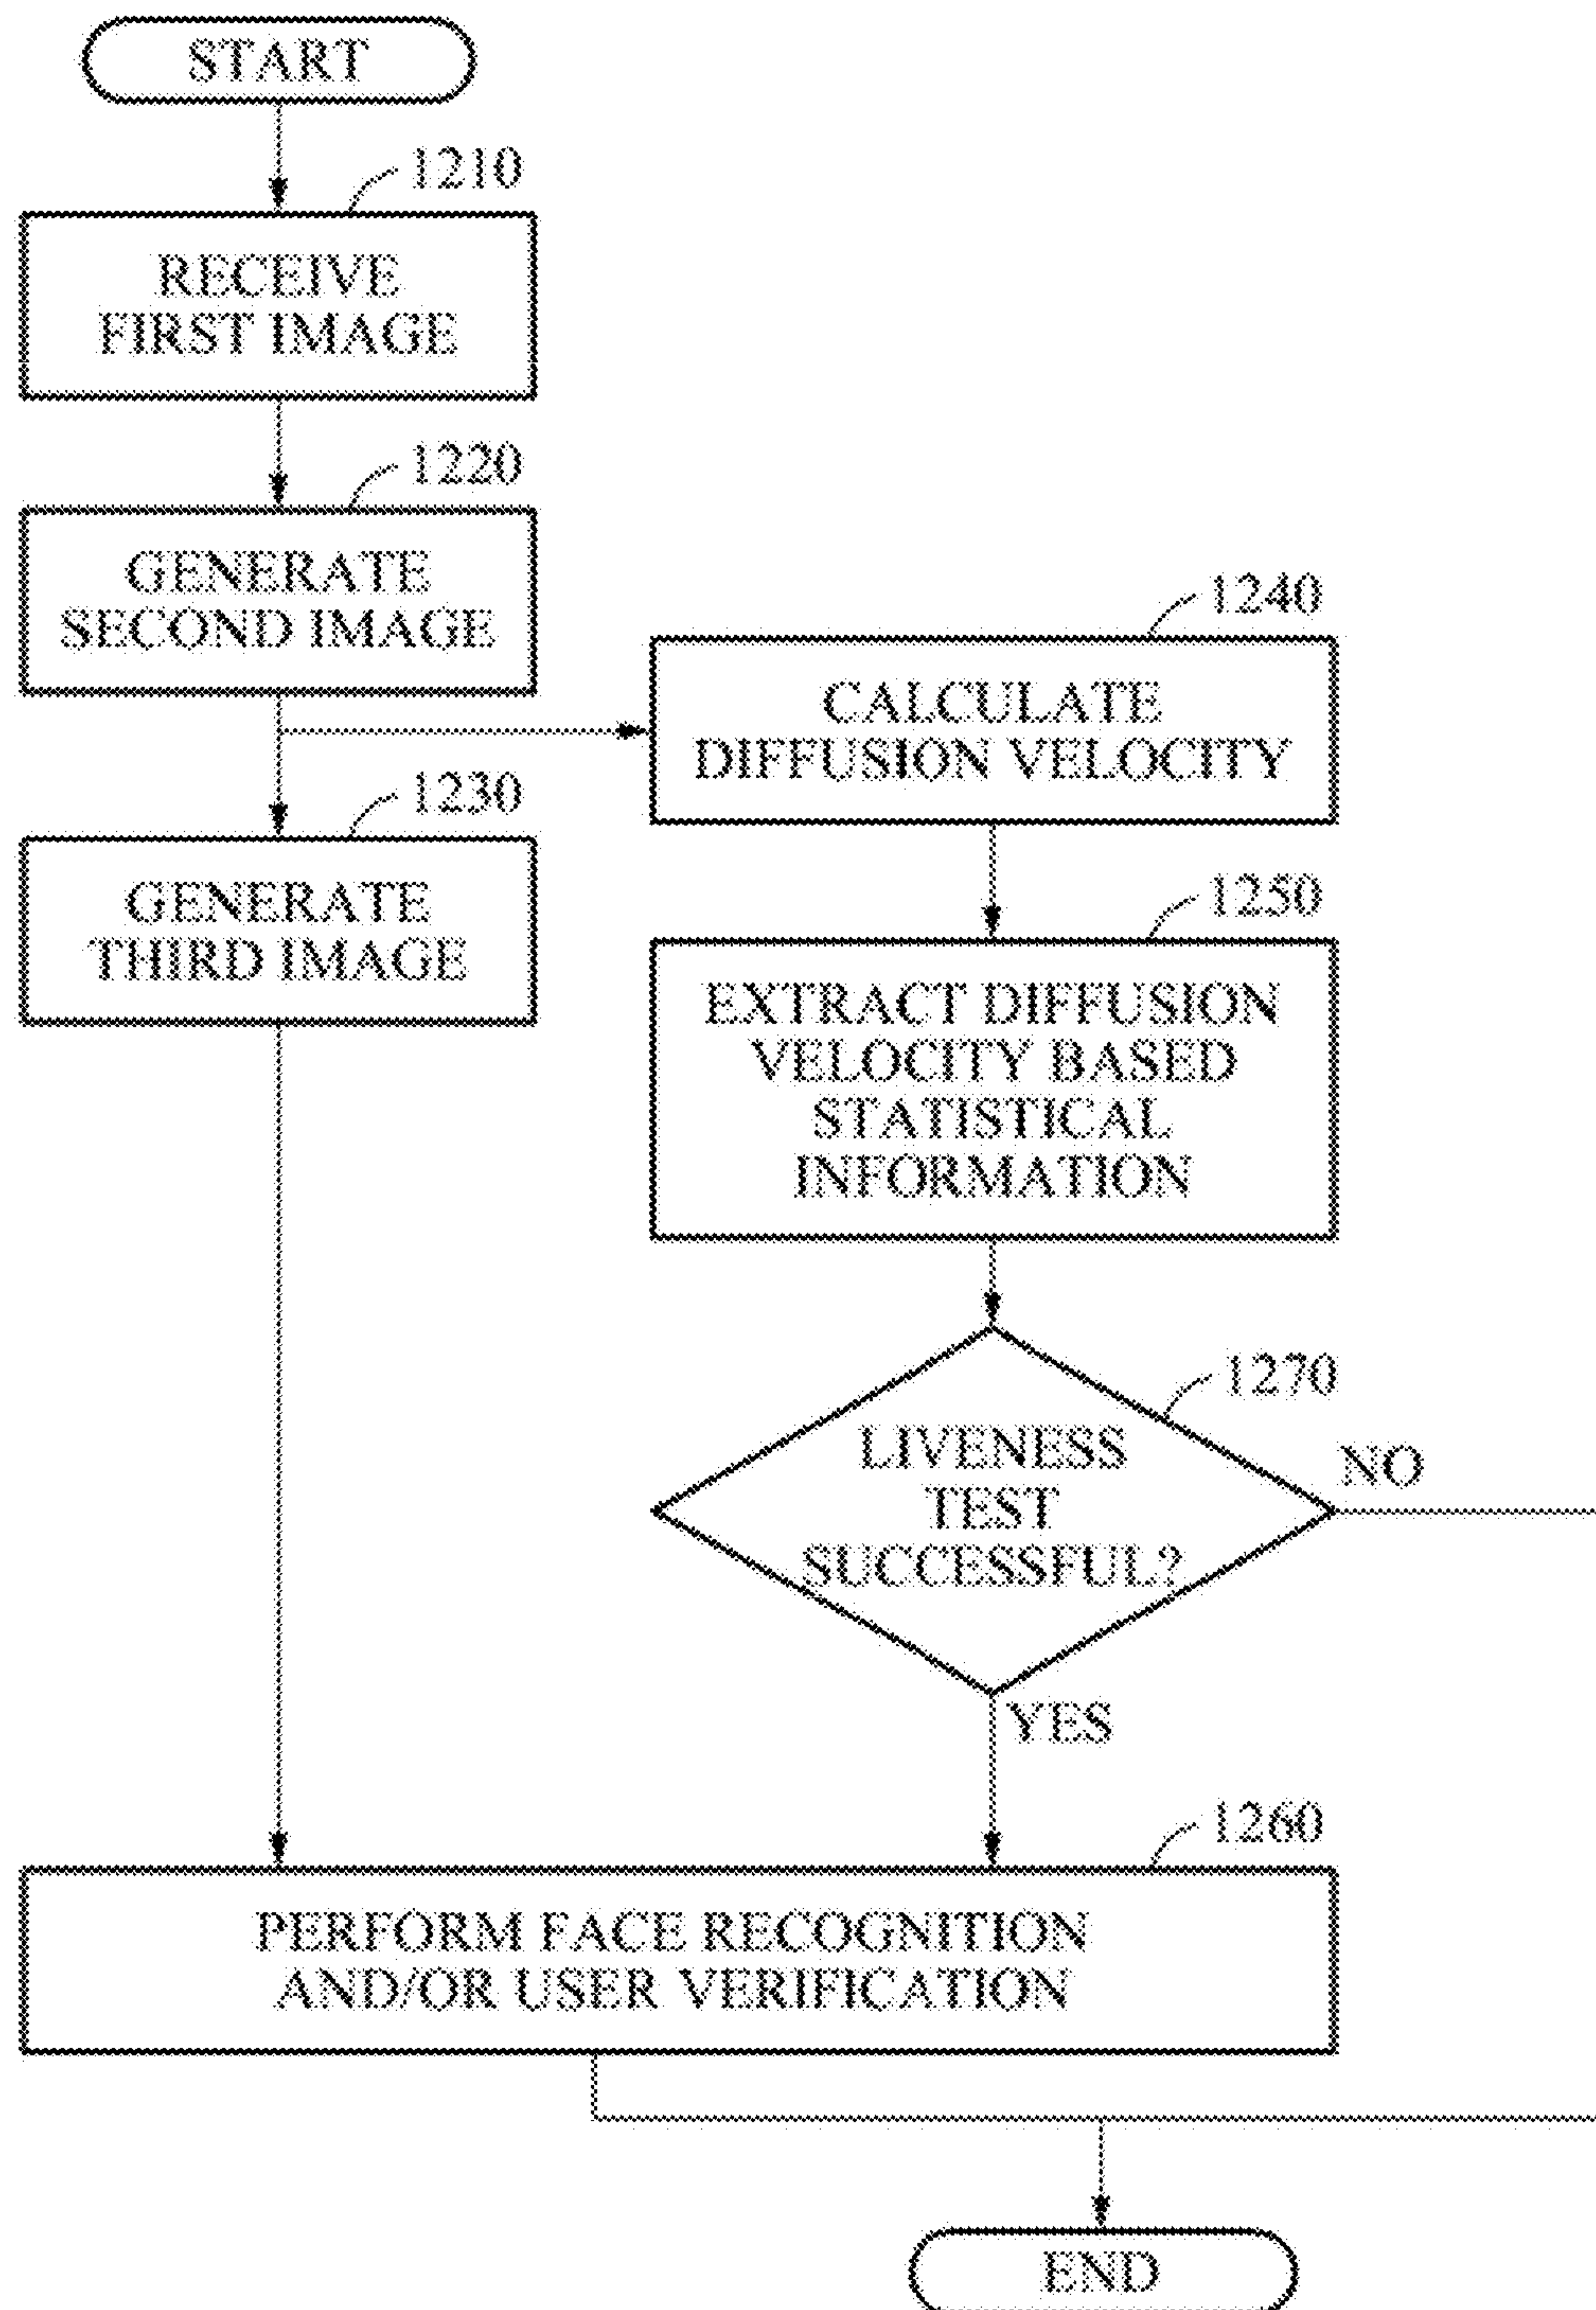 START
1210
RECEIVE
FIRST IMAGE
1220
GENERATE
SECOND IMAGE
1240
CALCULATE
DIFFUSION VELOCITY
1230
GENERATE
THIRD IMAGE
1250
EXTRACT DIFFUSION
VELOCITY BASED
STATISTICAL
INFORMATION
1270
LIVENESS
TEST
SUCCESSFUL?
NO
YES
1260
PERFORM FACE RECOGNITION
AND/OR USER VERIFICATION
END